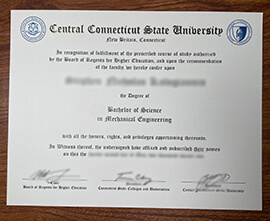 Central Connecticut State University
New Britain, Connecticut
In recognition of fulfillment of the prescribed course of study authorized
by the Board of Regents for Higher Education, and upon the recommendation
of the faculty, we hereby confer upon
the Degree of
Bachelor of Science
in Mechanical Engineering
with all the honors, rights, and privileges appertaining thereunto.
In Witness thereof, the undersigned have affixed and subscribed their names
on this the
Board of Regents for Higher Education
Connecticut State Colleges and Universities
Central Connecticut State University